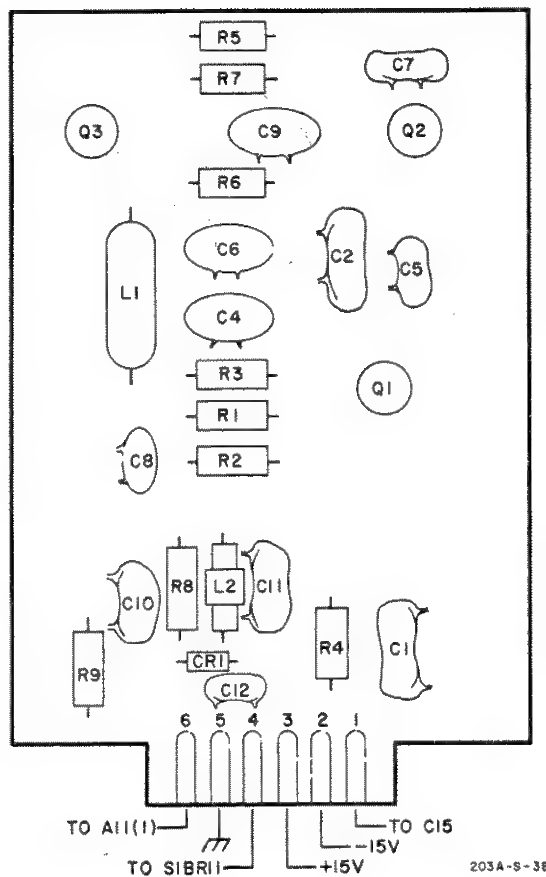 R5
R7
C7
Q3
C9
Q2
R6
C6
C2
C5
L1
C4
R3
Q1
R1
C8
R2
R8
L2
C11
C10
R4
C1
R9
CR1
C12
6 5 4 3 2 1
TO A11(1)
TO C15
-15V
TO S1BR11
+15V
203A-S-38